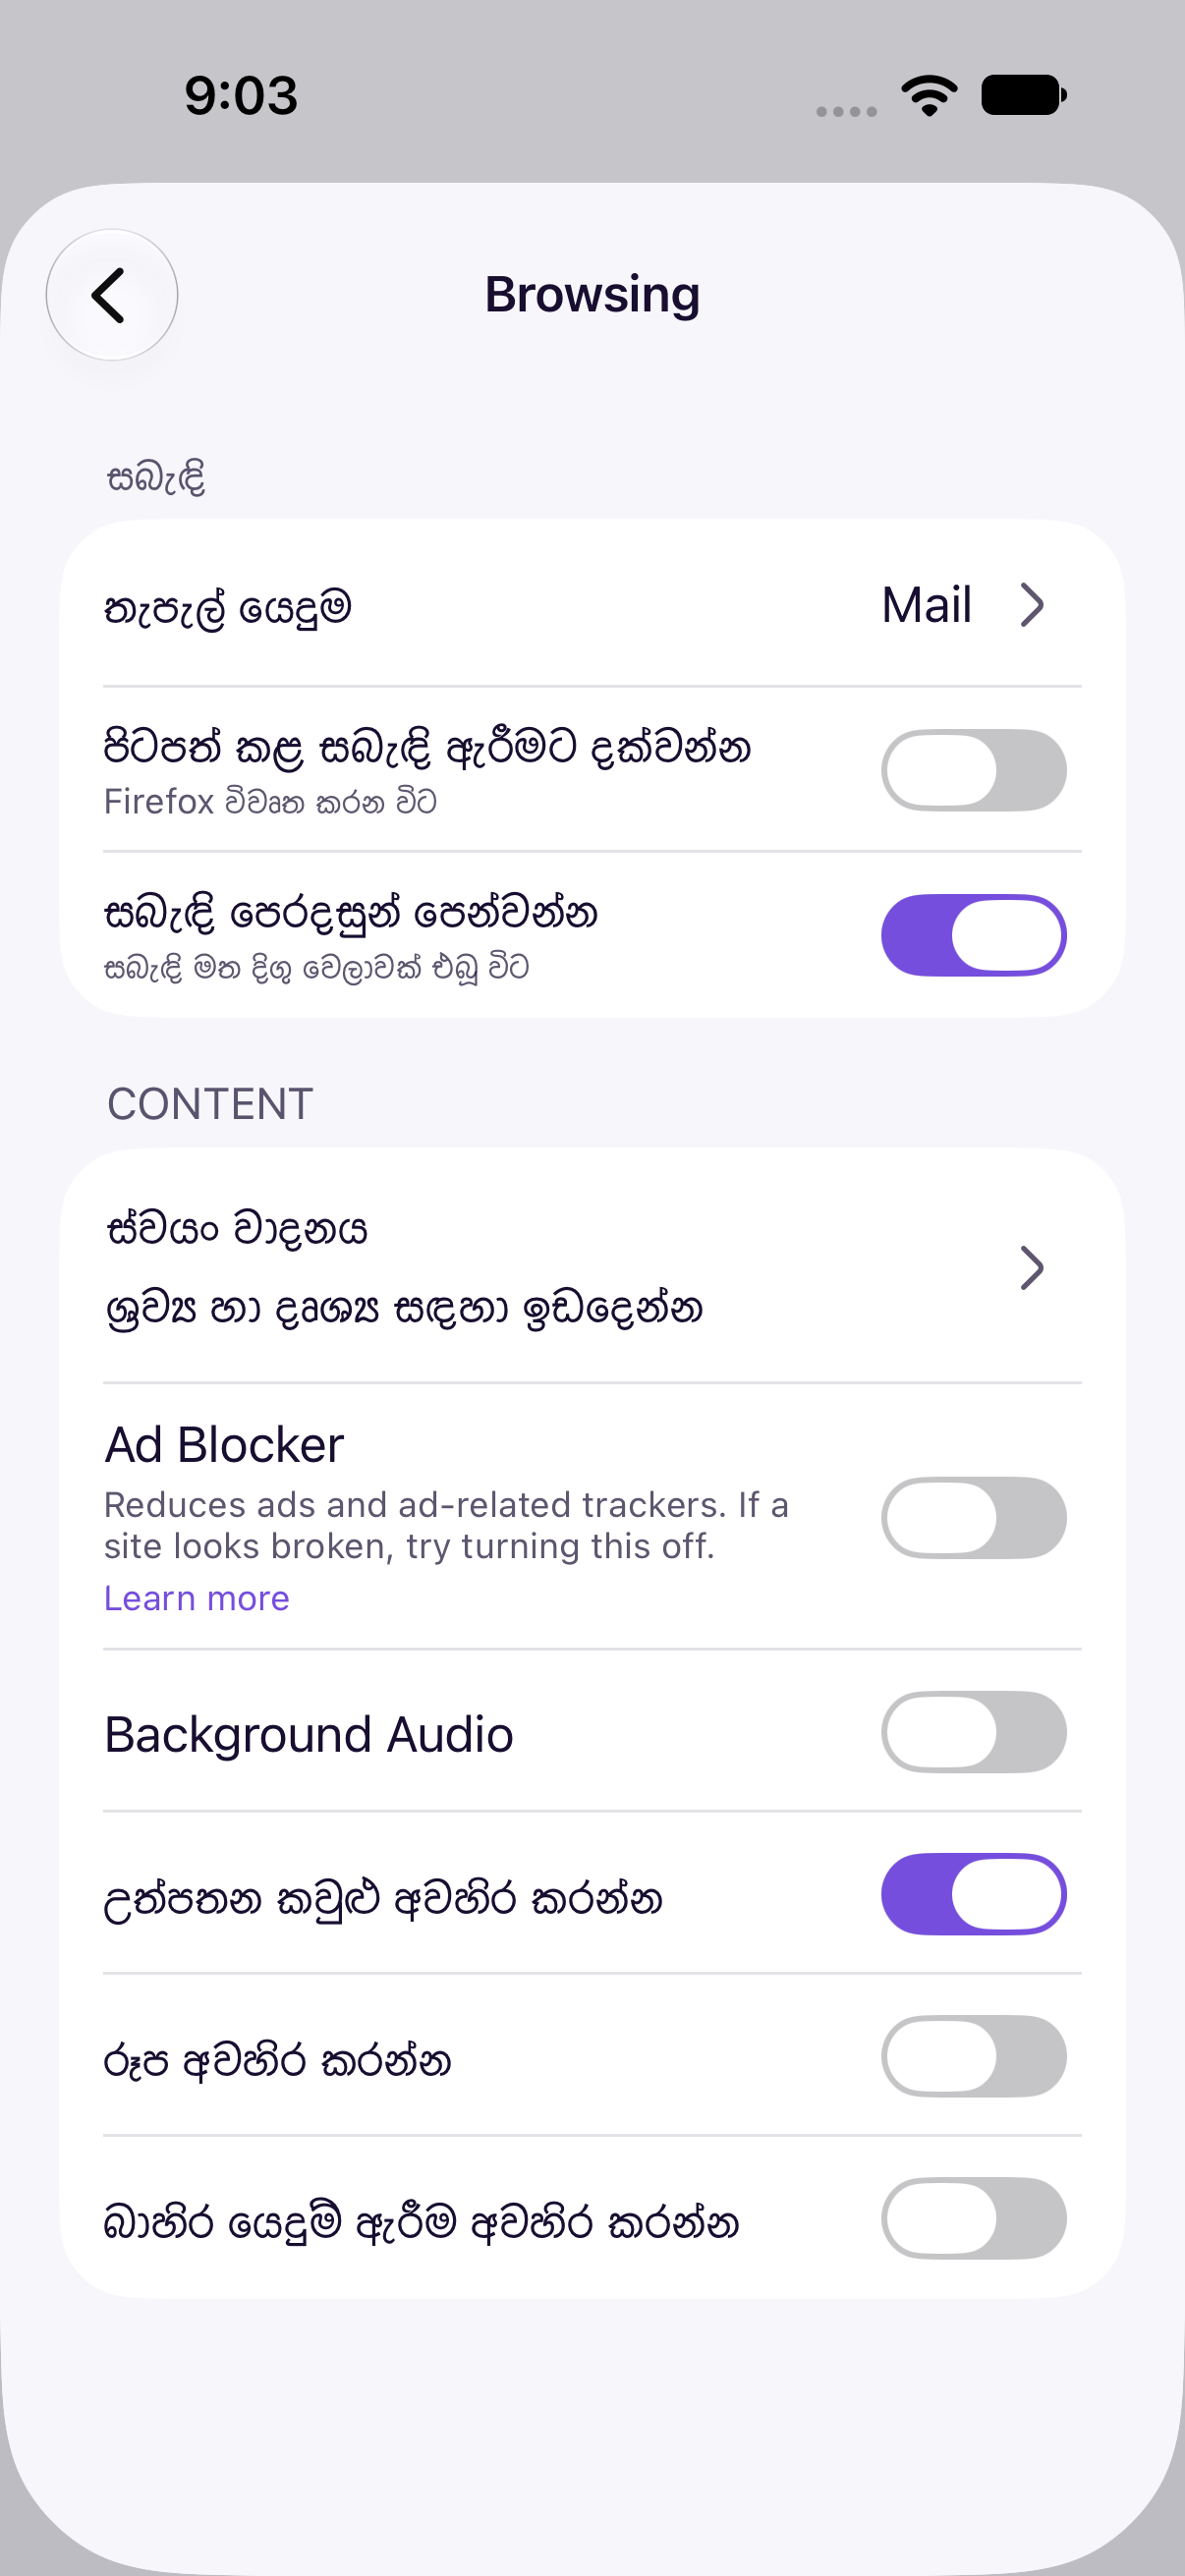 9:03
Browsing
සබැඳි
තැපැල් යෙදුම
Mail
පිටපත් කළ සබැඳි ඇරීමට දක්වන්න
Firefox විවෘත කරන විට
සබැඳි පෙරදසුන් පෙන්වන්න
සබැඳි මත දිගු වෙලාවක් එබූ විට
CONTENT
ස්වයං වාදනය
ශ්‍රව්‍ය හා දෘශ්‍ය සඳහා ඉඩදෙන්න
Ad Blocker
Reduces ads and ad-related trackers. If a
site looks broken, try turning this off.
Learn more
Background Audio
උත්පතන කවුළු අවහිර කරන්න
රූප අවහිර කරන්න
බාහිර යෙදුම් ඇරීම අවහිර කරන්න